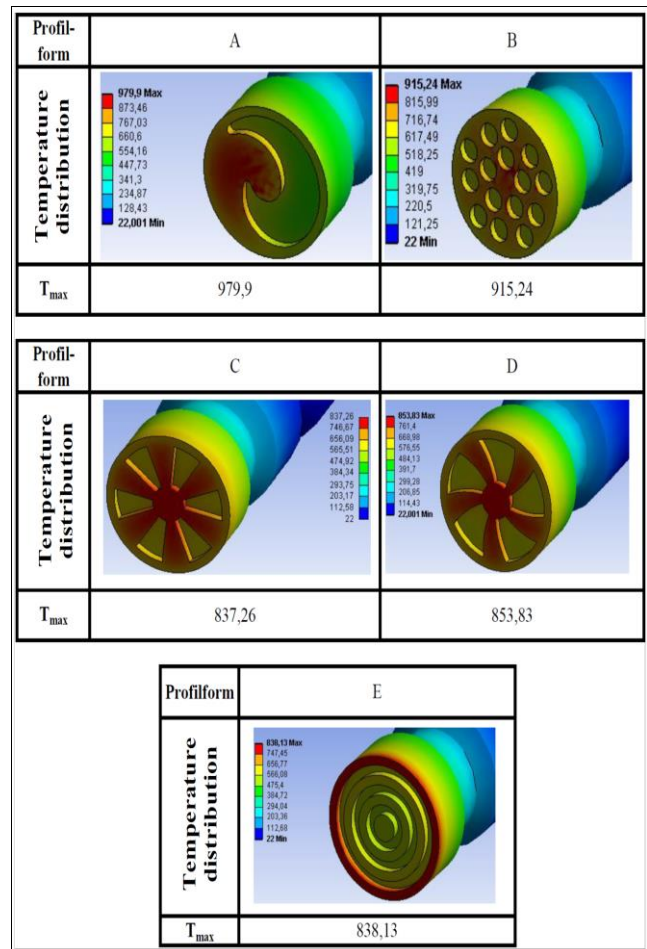 Profil-
form
A
B
Temperature
distribution
979,9 Max
873,46
767,03
660,6
554,16
447,73
341,3
234,87
128,43
22,001 Min
915,24 Max
815,99
716,74
617,49
518,25
419
319,75
220,5
121,25
22 Min
Tmax
979,9
915,24
Profil-
form
C
D
Temperature
distribution
837,26
746,67
656,09
565,51
474,92
384,34
293,75
203,17
112,58
22
853,83 Max
761,4
668,98
576,55
484,13
391,7
299,28
206,85
114,43
22,001 Min
Tmax
837,26
853,83
Profilform
E
Temperature
distribution
838,13 Max
747,45
656,77
566,08
475,4
384,72
294,04
203,36
112,68
22 Min
Tmax
838,13